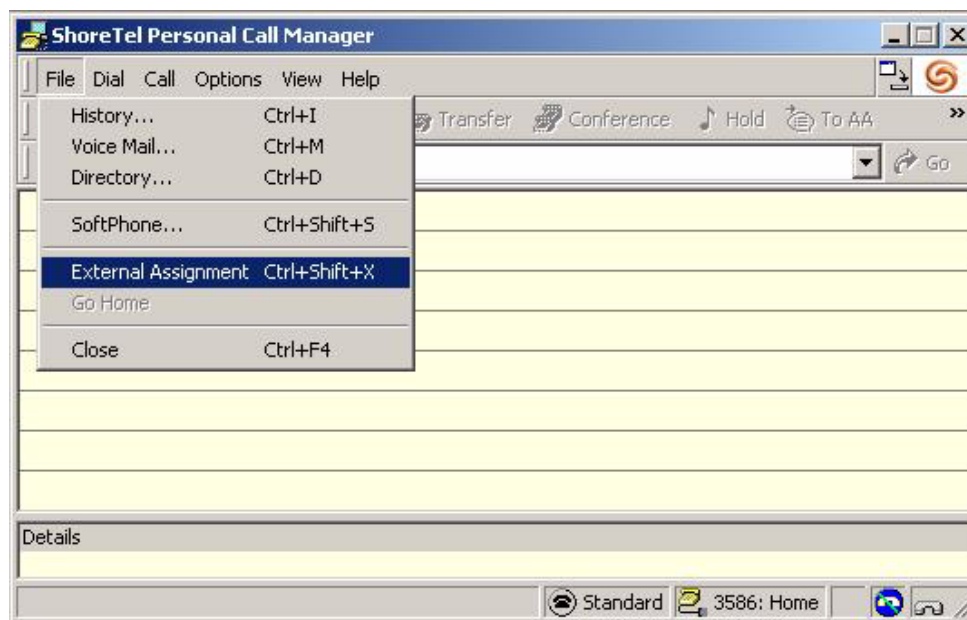 ShoreTel Personal Call Manager
File Dial Call Options View Help
History... Ctrl+I
Transfer Conference Hold To AA »
Voice Mail... Ctrl+M
Directory... Ctrl+D
Go
SoftPhone... Ctrl+Shift+S
External Assignment Ctrl+Shift+X
Go Home
Close Ctrl+F4
Details
Standard 3586: Home